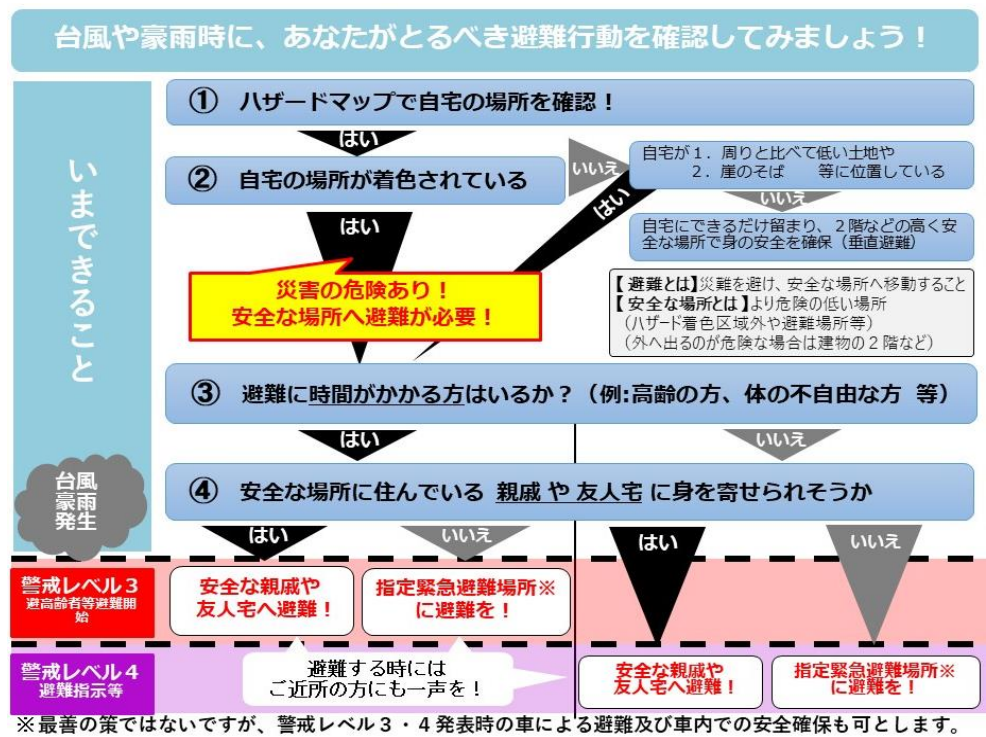 台風や豪雨時に、あなたがとるべき避難行動を確認してみましょう！
いまできること
① ハザードマップで自宅の場所を確認！
はい
② 自宅の場所が着色されている
いいえ
自宅が１．周りと比べて低い土地や
２．崖のそば 等に位置している
はい
いいえ
自宅にできるだけ留まり、２階などの高く安
全な場所で身の安全を確保（垂直避難）
はい
災害の危険あり！
安全な場所へ避難が必要！
【避難とは】災難を避け、安全な場所へ移動すること
【安全な場所とは】より危険の低い場所
（ハザード着色区域外や避難場所等）
（外へ出るのが危険な場合は建物の２階など）
③ 避難に時間がかかる方はいるか？（例:高齢の方、体の不自由な方 等）
はい
いいえ
④ 安全な場所に住んでいる 親戚 や 友人宅 に身を寄せられそうか
台風
豪雨
発生
はい
いいえ
はい
いいえ
警戒レベル３
避高齢者等避難開
始
安全な親戚や
友人宅へ避難！
指定緊急避難場所※
に避難を！
警戒レベル４
避難指示等
避難する時には
ご近所の方にも一声を！
安全な親戚や
友人宅へ避難！
指定緊急避難場所※
に避難を！
※最善の策ではないですが、警戒レベル３・４発表時の車による避難及び車内での安全確保も可とします。